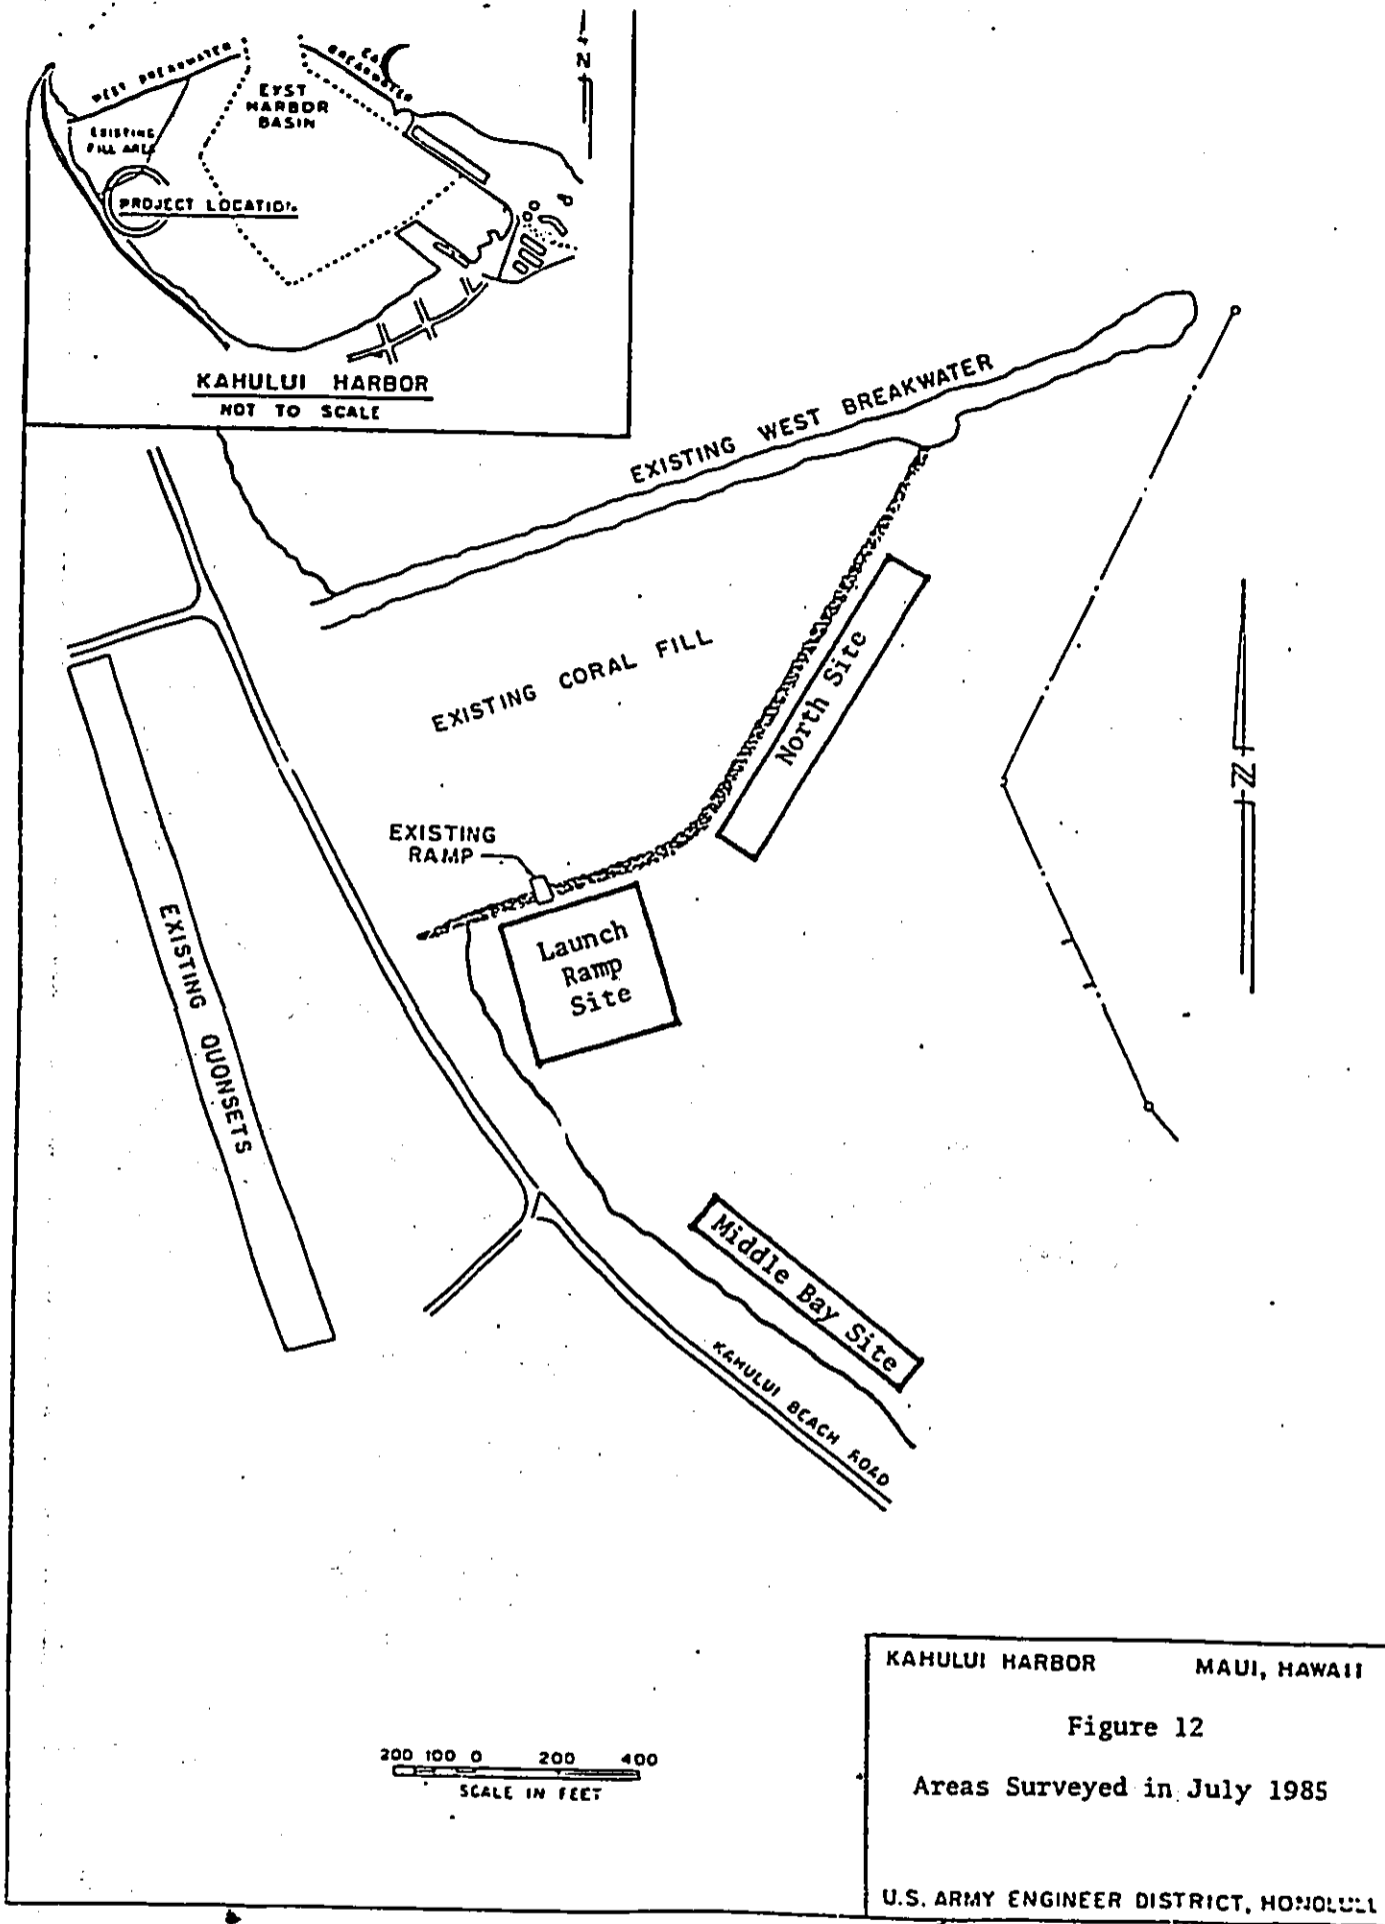 WEST BREAKWATER
EAST
BREAKWATER
N
EXST
HARBOR
BASIN
EXISTING
FILL AREA
PROJECT LOCATION
KAHULUI HARBOR
NOT TO SCALE
EXISTING WEST BREAKWATER
EXISTING CORAL FILL
North Site
N
EXISTING
RAMP
Launch
Ramp
Site
EXISTING QUONSETS
Middle Bay Site
KAHULUI BEACH ROAD
200 100 0 200 400
SCALE IN FEET
KAHULUI HARBOR MAUI, HAWAII
Figure 12
Areas Surveyed in July 1985
U.S. ARMY ENGINEER DISTRICT, HONOLULU